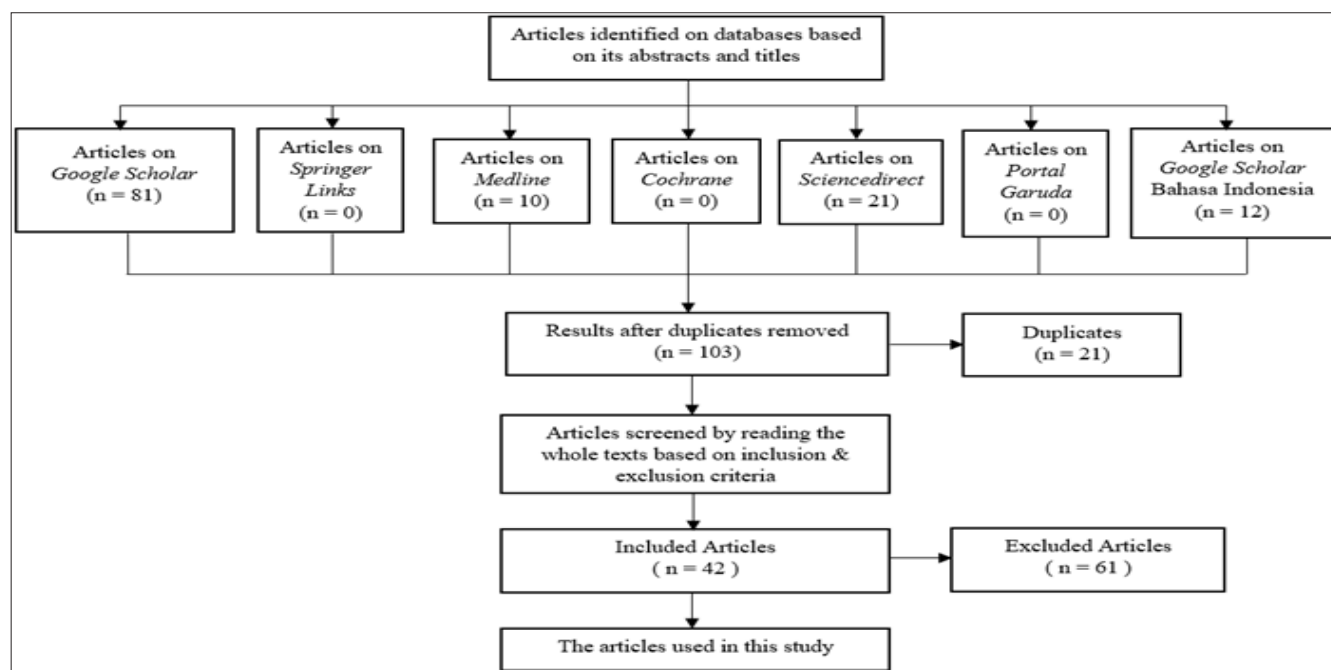 Articles identified on databases based
on its abstracts and titles
Articles on
Google Scholar
(n = 81)
Articles on
Springer
Links
(n = 0)
Articles on
Medline
(n = 10)
Articles on
Cochrane
(n = 0)
Articles on
Sciencedirect
(n = 21)
Articles on
Portal
Garuda
(n = 0)
Articles on
Google Scholar
Bahasa Indonesia
(n = 12)
Results after duplicates removed
(n = 103)
Duplicates
(n = 21)
Articles screened by reading the
whole texts based on inclusion &
exclusion criteria
Included Articles
( n = 42 )
Excluded Articles
( n = 61 )
The articles used in this study